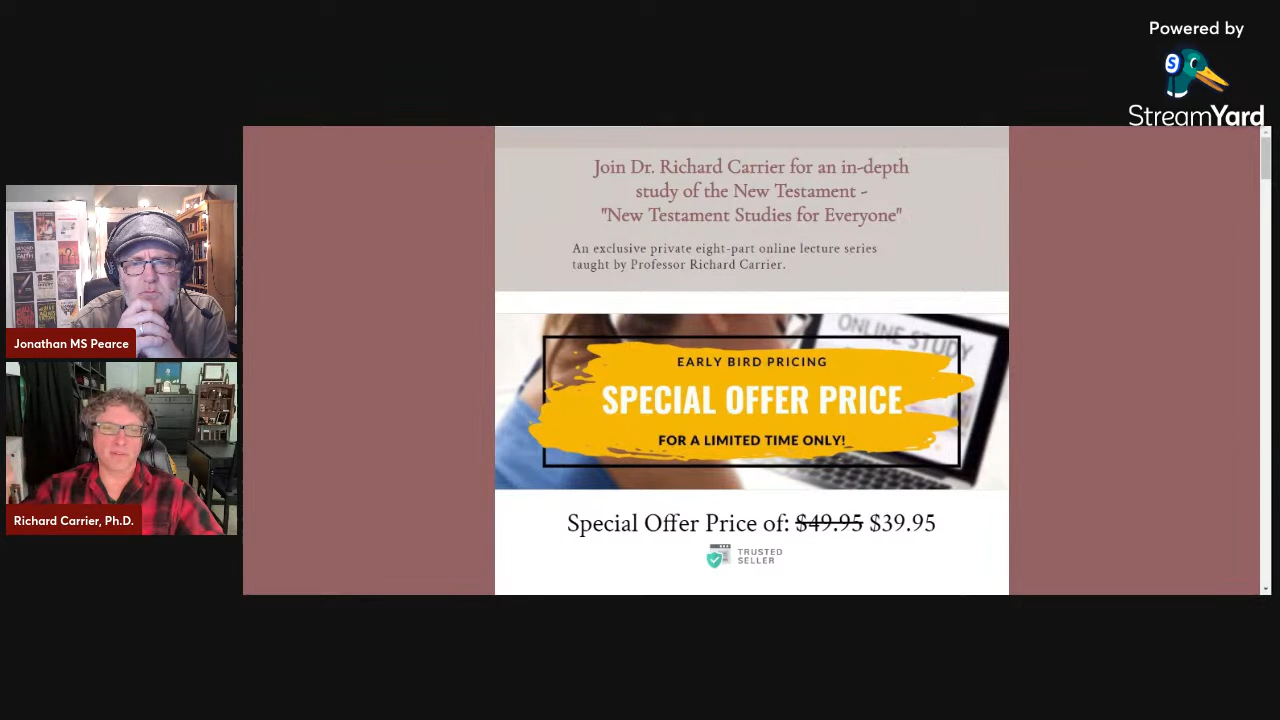 Powered by
StreamYard
Join Dr. Richard Carrier for an in-depth
study of the New Testament -
"New Testament Studies for Everyone"
An exclusive private eight-part online lecture series
taught by Professor Richard Carrier.
ONLINE STUDY
EARLY BIRD PRICING
SPECIAL OFFER PRICE
FOR A LIMITED TIME ONLY!
Special Offer Price of: $49.95 $39.95
TRUSTED
SELLER
Jonathan MS Pearce
Richard Carrier, Ph.D.